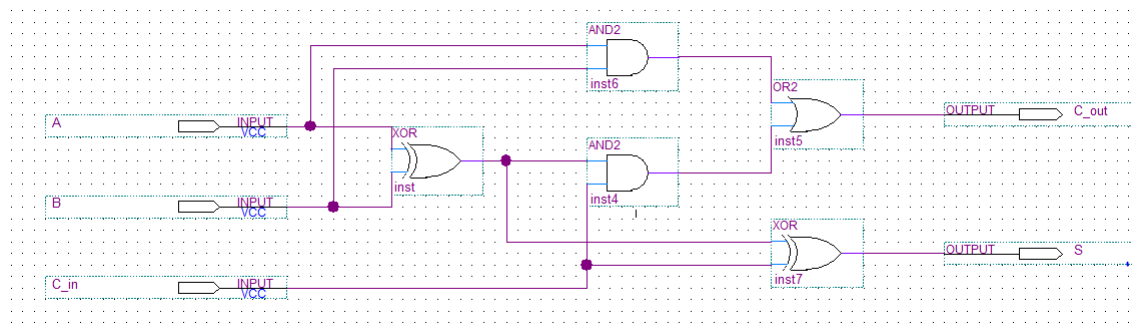 AND2
inst6
OR2
inst5
OUTPUT
C_out
A
INPUT
VCC
XOR
inst
AND2
inst4
B
INPUT
VCC
XOR
inst7
OUTPUT
S
C_in
INPUT
VCC